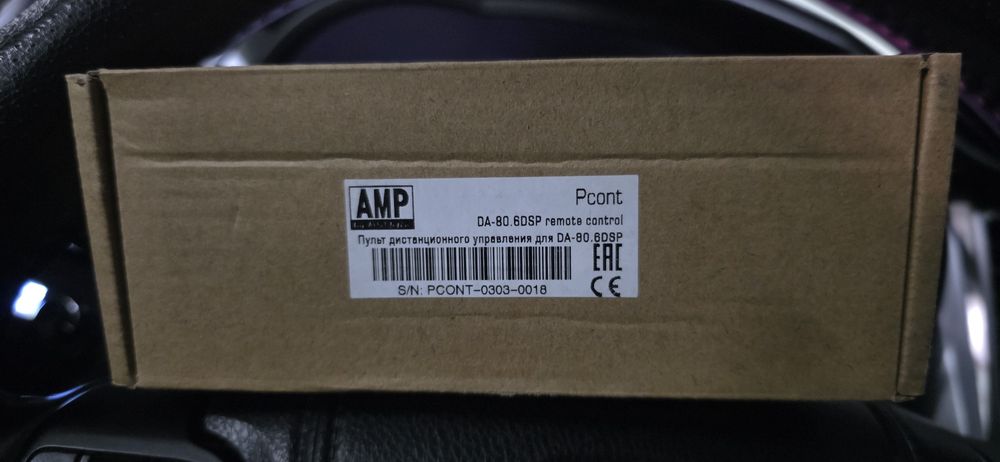 AMP
Pcont
DA-80.6DSP remote control
Пульт дистанционного управления для DA-80.6DSP
EAC
CE
S/N: PCONT-0303-0018